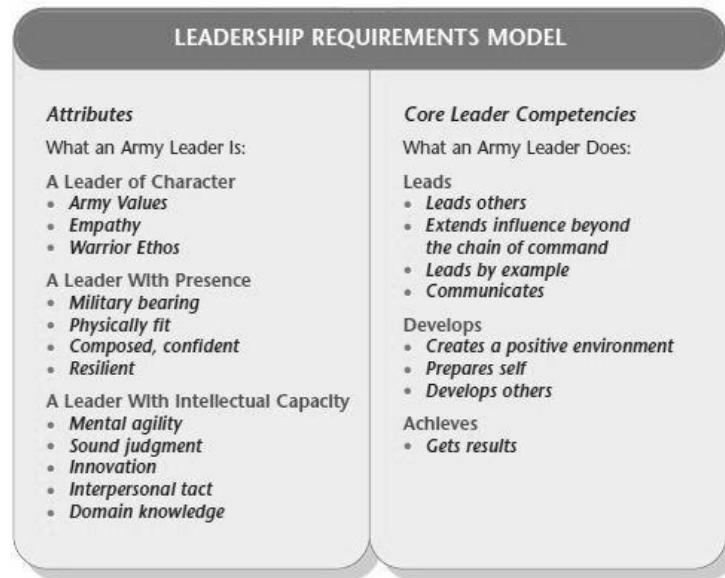 LEADERSHIP REQUIREMENTS MODEL
Attributes
What an Army Leader Is:
A Leader of Character
• Army Values
• Empathy
• Warrior Ethos
A Leader With Presence
• Military bearing
• Physically fit
• Composed, confident
• Resilient
A Leader With Intellectual Capacity
• Mental agility
• Sound judgment
• Innovation
• Interpersonal tact
• Domain knowledge
Core Leader Competencies
What an Army Leader Does:
Leads
• Leads others
• Extends influence beyond
the chain of command
• Leads by example
• Communicates
Develops
• Creates a positive environment
• Prepares self
• Develops others
Achieves
• Gets results